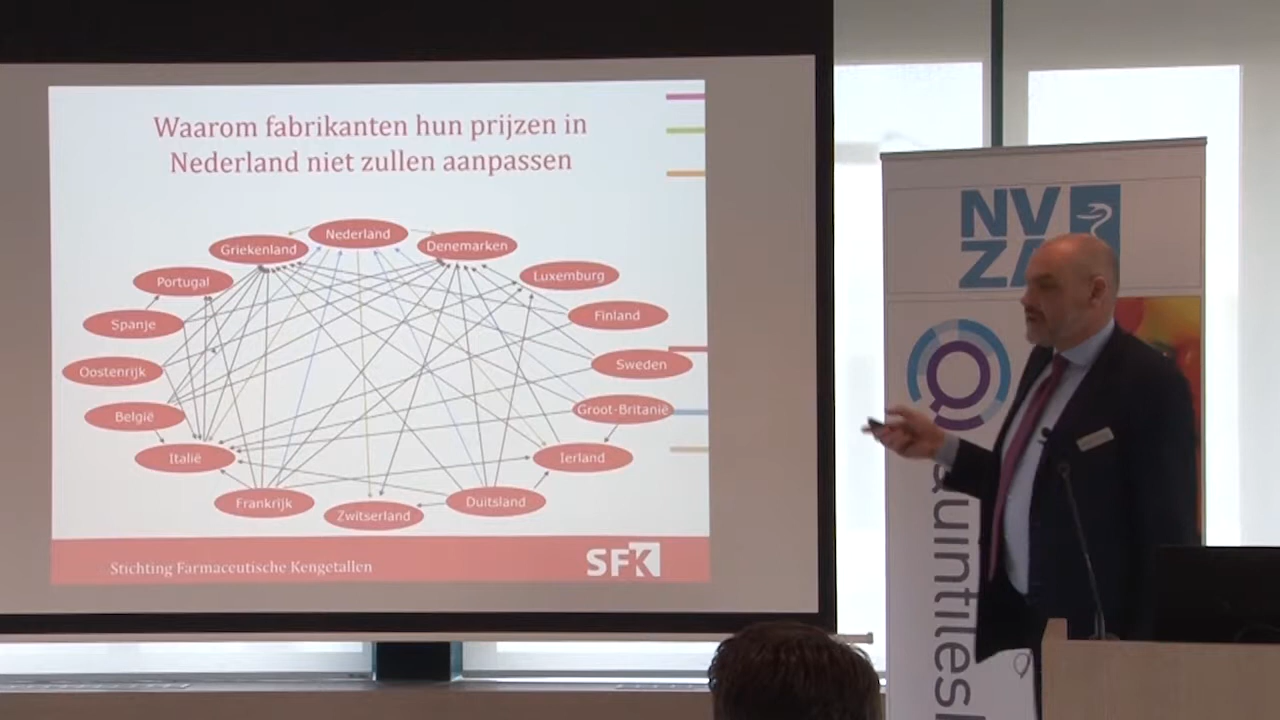 Waarom fabrikanten hun prijzen in
Nederland niet zullen aanpassen
Nederland
Griekenland
Denemarken
Portugal
Luxemburg
Spanje
Finland
Oostenrijk
Sweden
België
Groot-Britanië
Italië
Ierland
Frankrijk
Zwitserland
Duitsland
Stichting Farmaceutische Kengetallen
SFK
NV
ZA
Quintiles